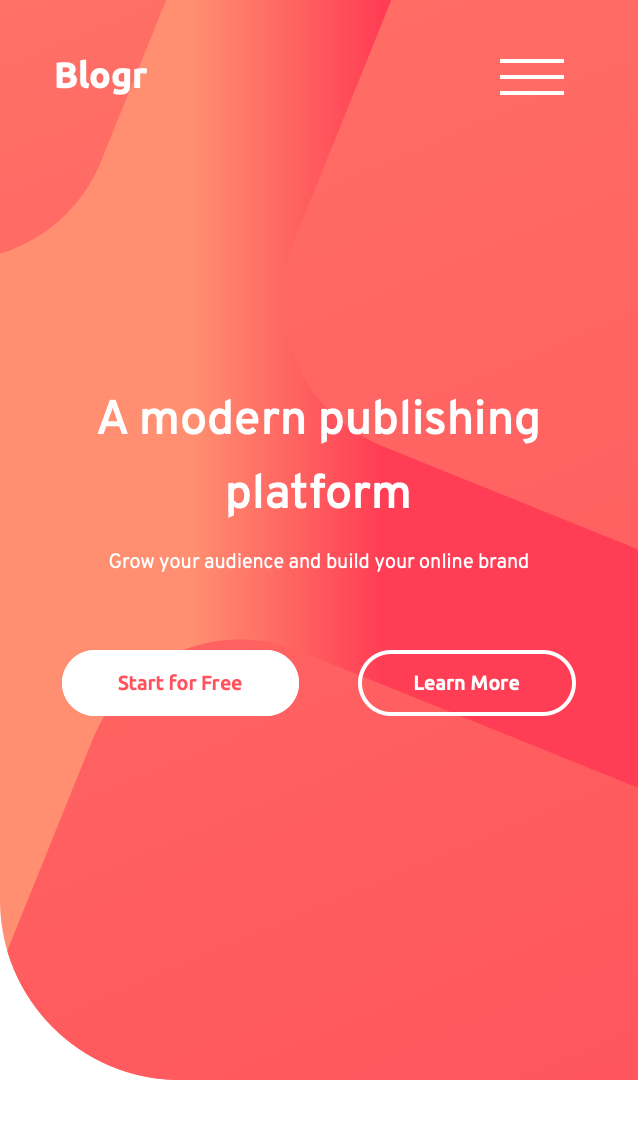 Blogr
A modern publishing
platform
Grow your audience and build your online brand
Start for Free
Learn More